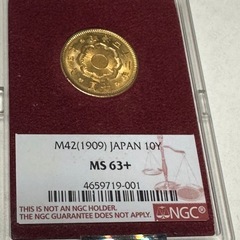 M42(1909) JAPAN 10Y
MS 63+
4659719-001
THIS IS NOT AN NGC HOLDER.
THE NGC GUARANTEE DOES NOT APPLY.
NGC®